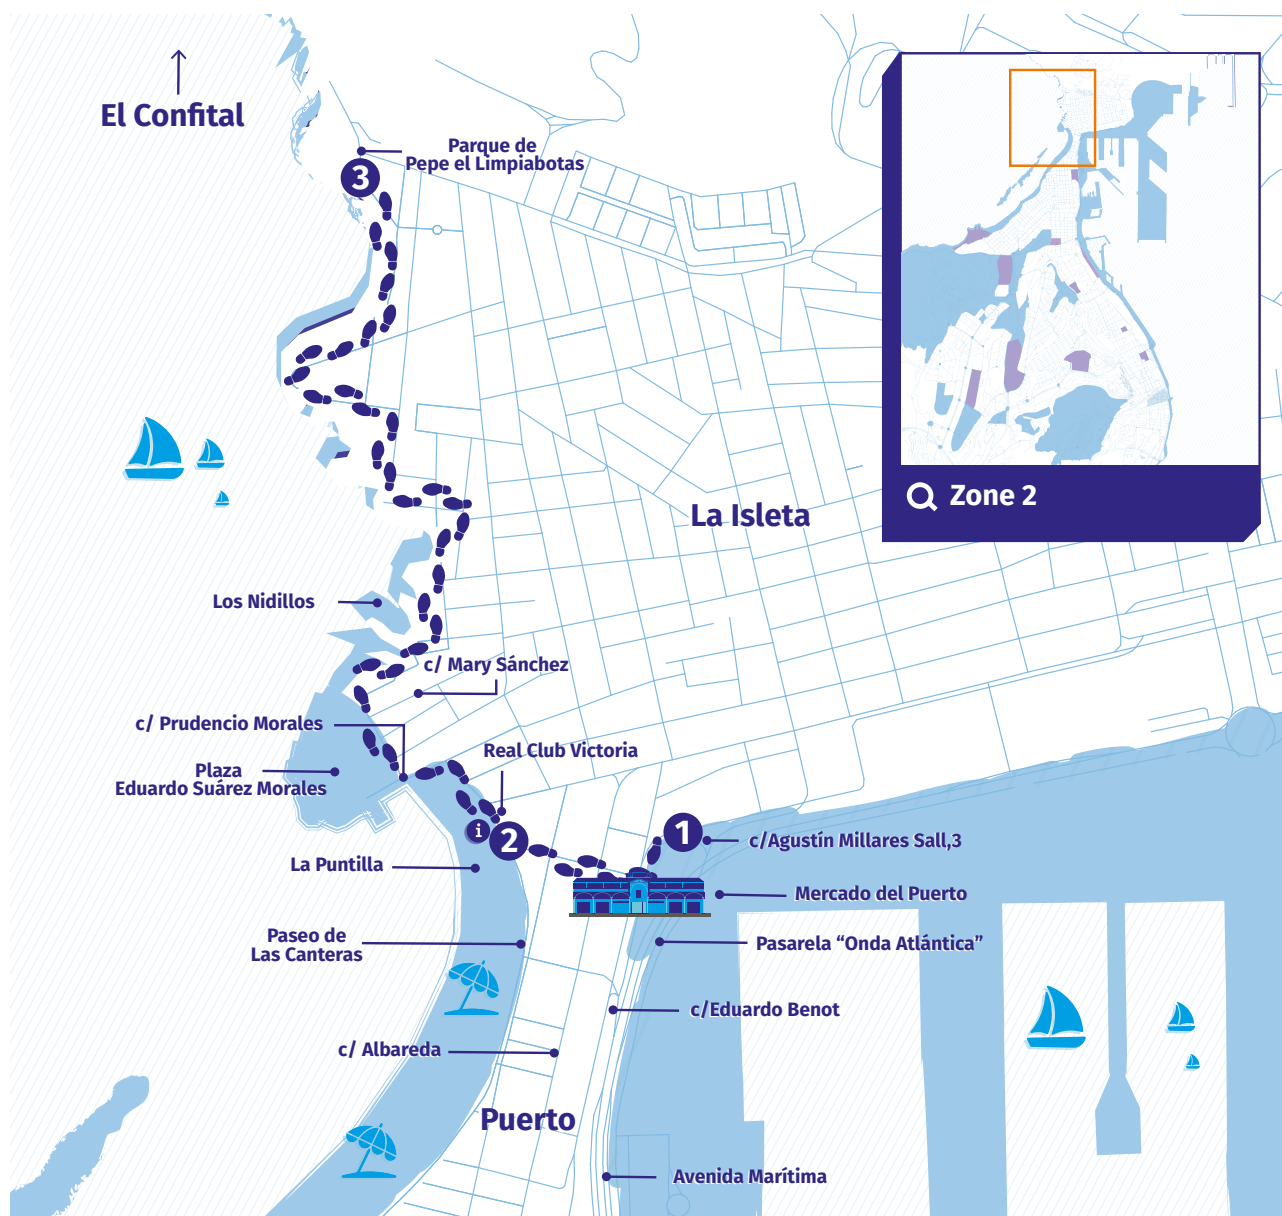 El Confital
Parque de
Pepe el Limpiabotas
3
Zone 2
La Isleta
Los Nidillos
c/ Mary Sánchez
c/ Prudencio Morales
Real Club Victoria
Plaza
Eduardo Suárez Morales
i
2
1
c/Agustín Millares Sall,3
La Puntilla
Mercado del Puerto
Paseo de
Las Canteras
Pasarela “Onda Atlántica”
c/Eduardo Benot
c/ Albareda
Puerto
Avenida Marítima